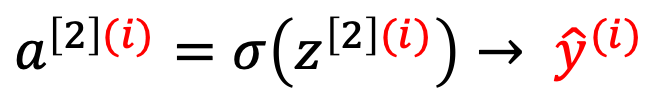 a^{[2](i)} = σ(z^{[2](i)}) → ŷ^{(i)}